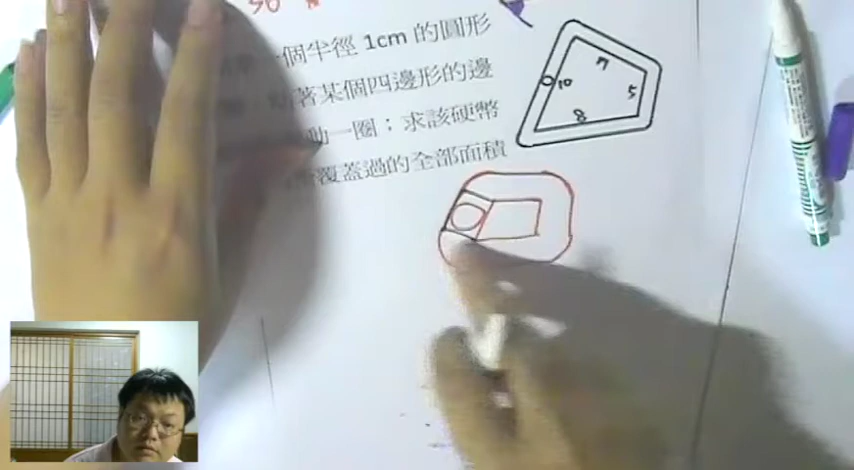 個半徑 1cm 的圓形
著某個四邊形的邊
動一圈：求該硬幣
覆蓋過的全部面積
7
10
5
8